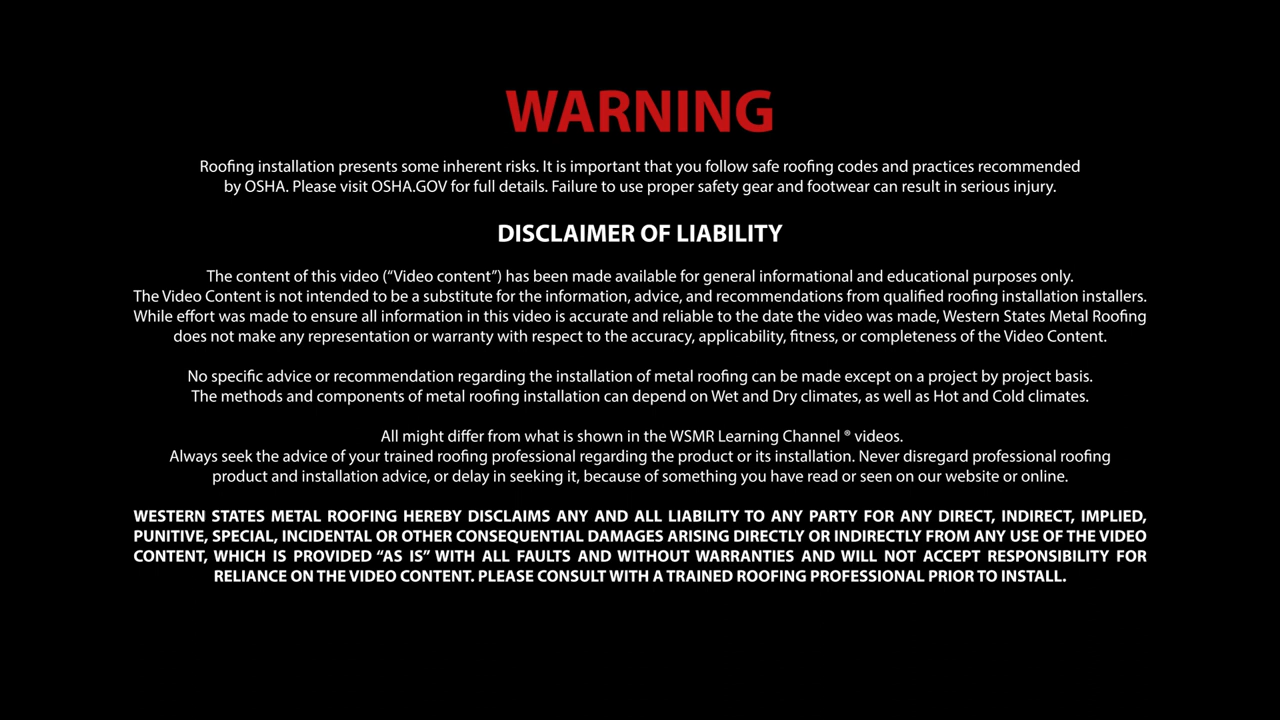 WARNING
Roofing installation presents some inherent risks. It is important that you follow safe roofing codes and practices recommended
by OSHA. Please visit OSHA.GOV for full details. Failure to use proper safety gear and footwear can result in serious injury.
DISCLAIMER OF LIABILITY
The content of this video (“Video content”) has been made available for general informational and educational purposes only.
The Video Content is not intended to be a substitute for the information, advice, and recommendations from qualified roofing installation installers.
While effort was made to ensure all information in this video is accurate and reliable to the date the video was made, Western States Metal Roofing
does not make any representation or warranty with respect to the accuracy, applicability, fitness, or completeness of the Video Content.
No specific advice or recommendation regarding the installation of metal roofing can be made except on a project by project basis.
The methods and components of metal roofing installation can depend on Wet and Dry climates, as well as Hot and Cold climates.
All might differ from what is shown in the WSMR Learning Channel ® videos.
Always seek the advice of your trained roofing professional regarding the product or its installation. Never disregard professional roofing
product and installation advice, or delay in seeking it, because of something you have read or seen on our website or online.
WESTERN STATES METAL ROOFING HEREBY DISCLAIMS ANY AND ALL LIABILITY TO ANY PARTY FOR ANY DIRECT, INDIRECT, IMPLIED,
PUNITIVE, SPECIAL, INCIDENTAL OR OTHER CONSEQUENTIAL DAMAGES ARISING DIRECTLY OR INDIRECTLY FROM ANY USE OF THE VIDEO
CONTENT, WHICH IS PROVIDED “AS IS” WITH ALL FAULTS AND WITHOUT WARRANTIES AND WILL NOT ACCEPT RESPONSIBILITY FOR
RELIANCE ON THE VIDEO CONTENT. PLEASE CONSULT WITH A TRAINED ROOFING PROFESSIONAL PRIOR TO INSTALL.